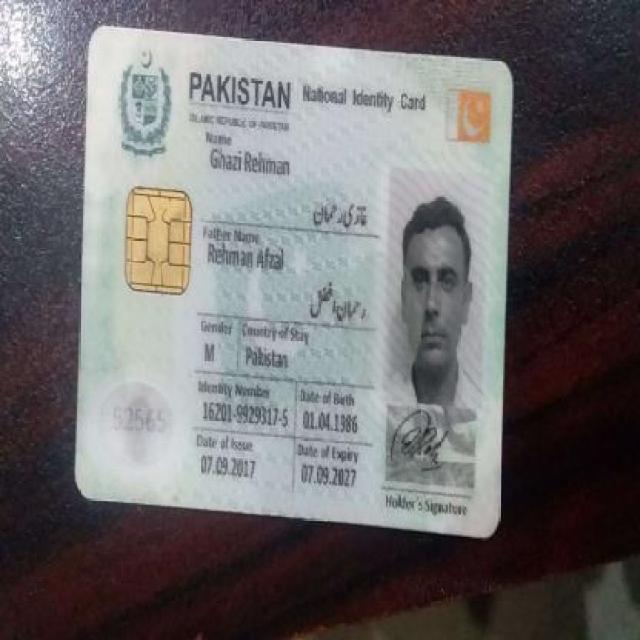 PAKISTAN National Identity Card
ISLAMIC REPUBLIC OF PAKISTAN
Name
Ghazi Rehman
غازی رحمان
Father Name
Rehman Afzal
رحمان افضل
Gender Country of Stay
M Pakistan
Identity Number Date of Birth
16201-9929317-5 01.04.1986
Date of Issue Date of Expiry
07.09.2017 07.09.2027
Holder's Signature